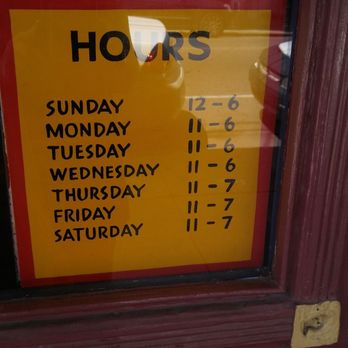 HOURS
SUNDAY 12-6
MONDAY 11-6
TUESDAY 11-6
WEDNESDAY 11-6
THURSDAY 11-7
FRIDAY 11-7
SATURDAY 11-7